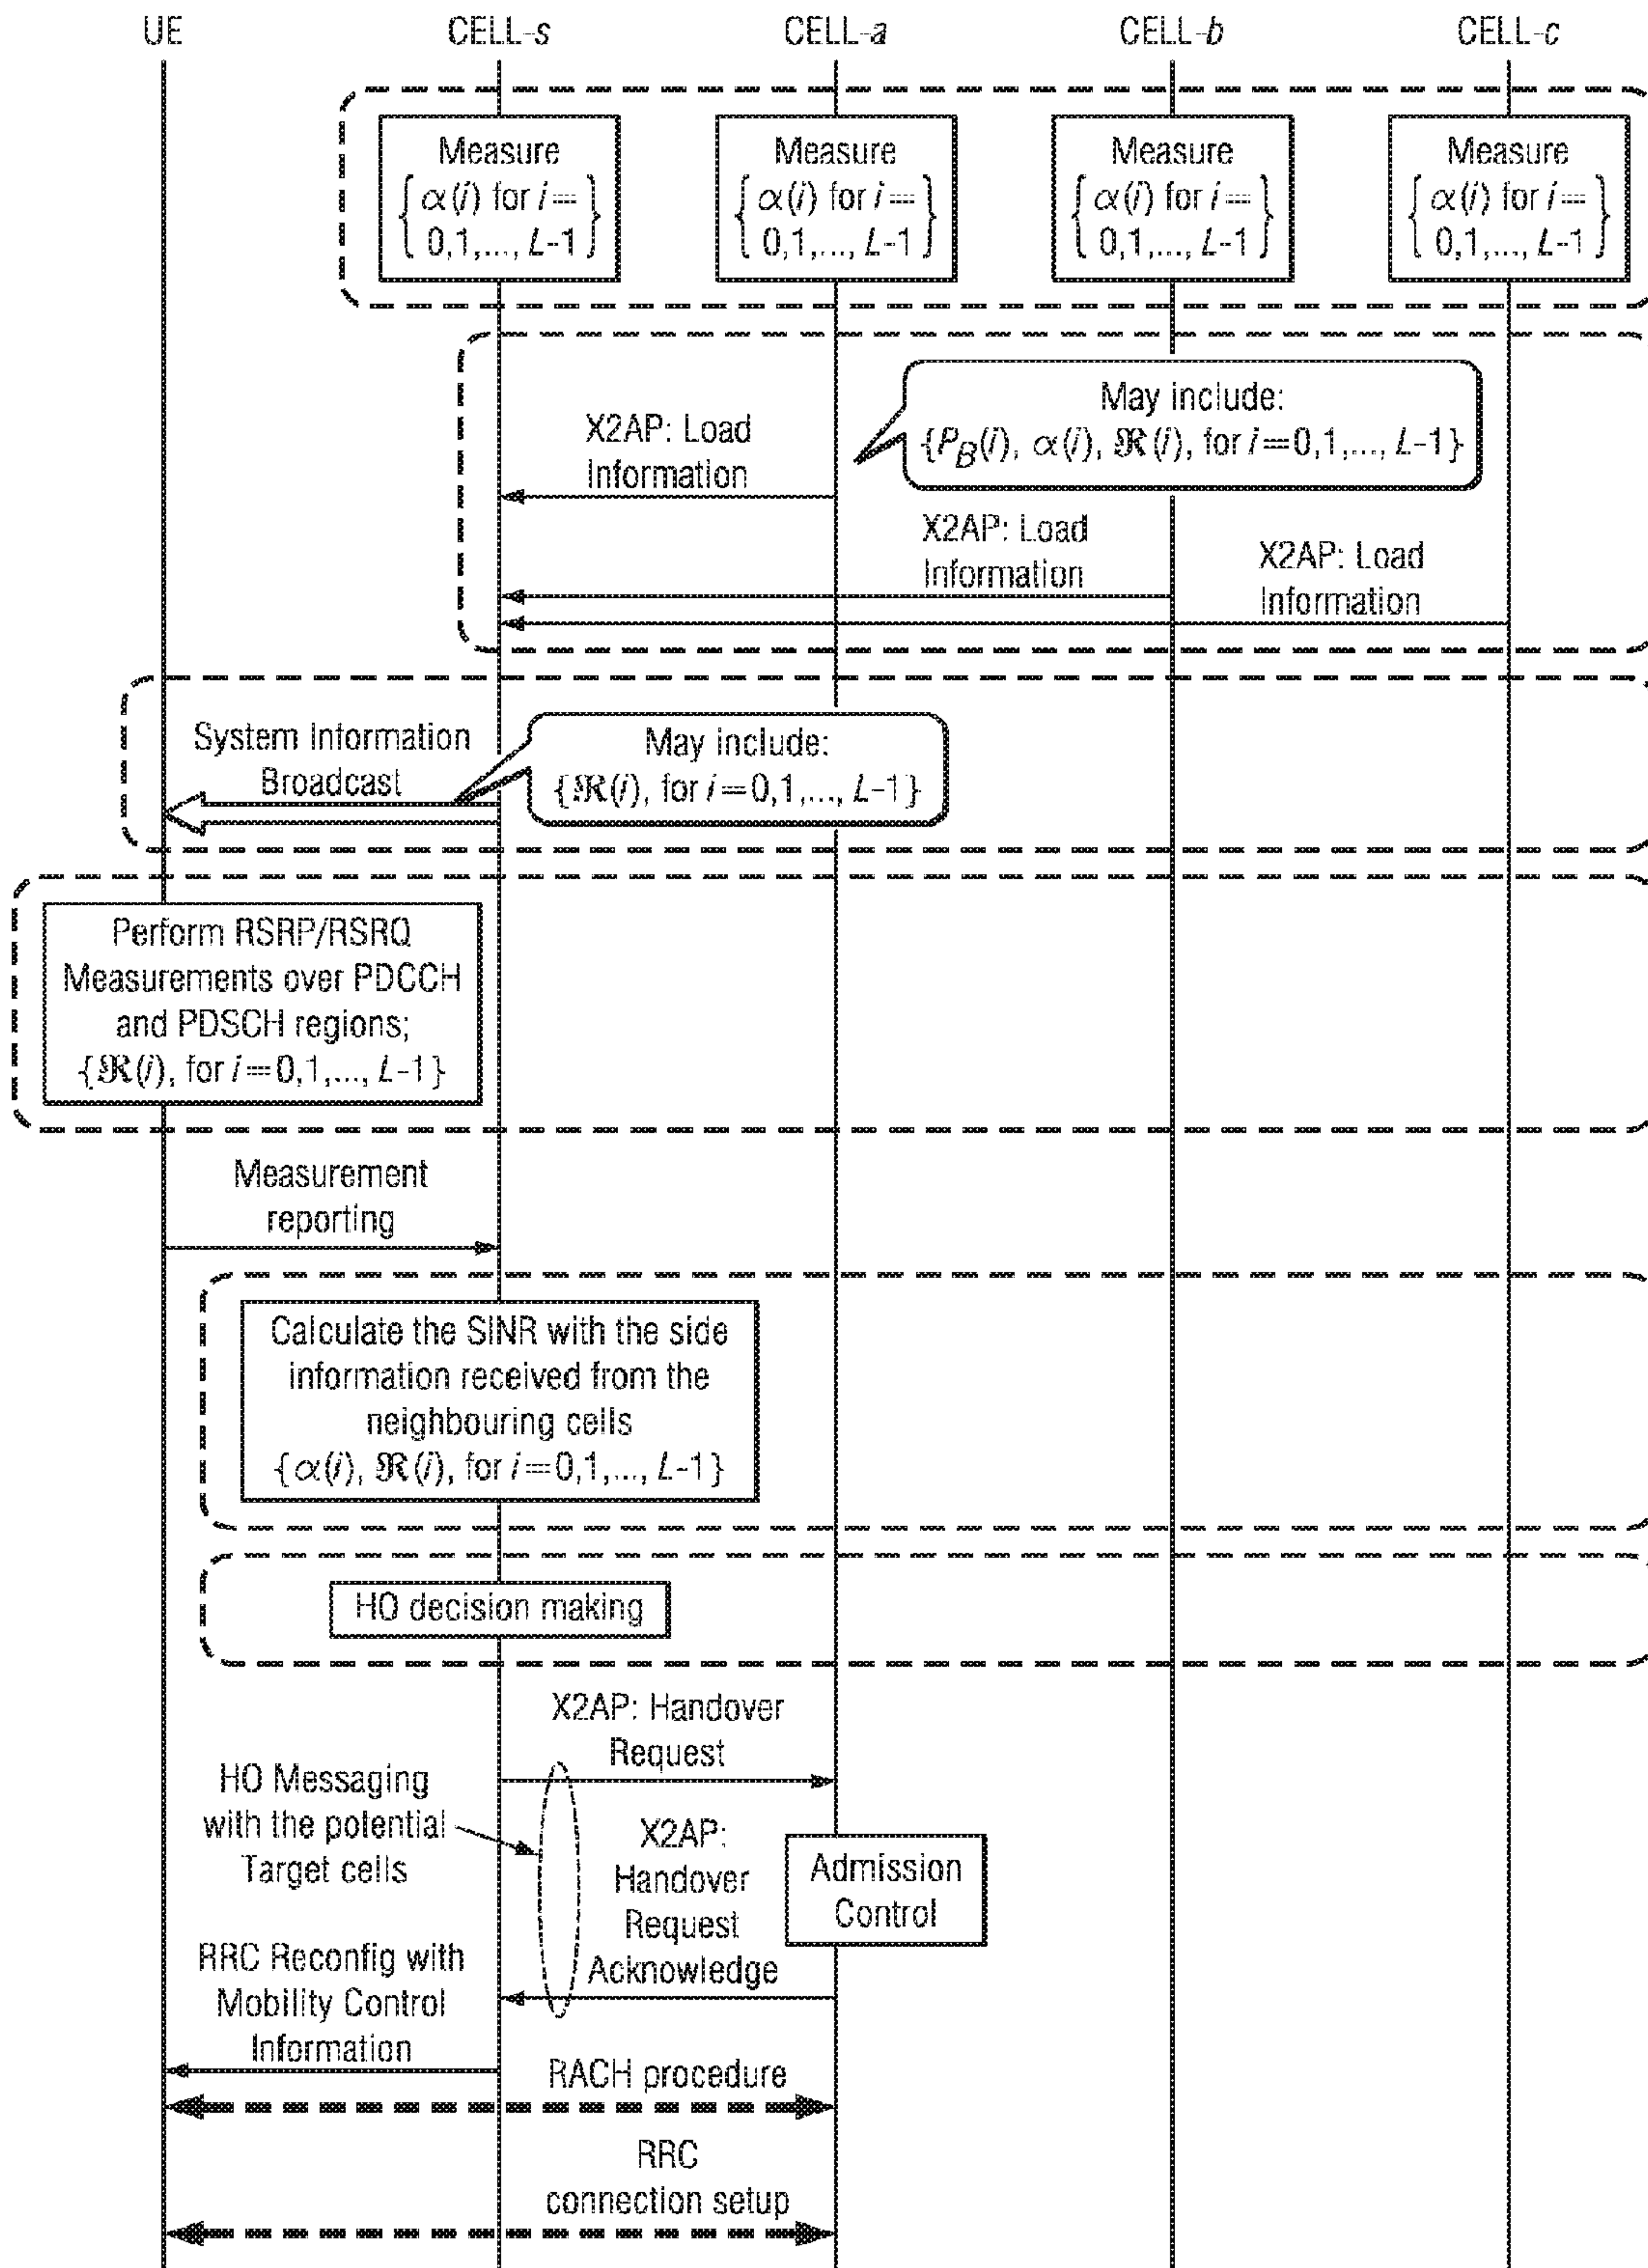 UE
CELL-s
CELL-a
CELL-b
CELL-c
Measure
{α(i) for i=
0,1,..., L-1}
Measure
{α(i) for i=
0,1,..., L-1}
Measure
{α(i) for i=
0,1,..., L-1}
Measure
{α(i) for i=
0,1,..., L-1}
May include:
{P_B(i), α(i), ℜ(i), for i=0,1,..., L-1}
X2AP: Load
Information
X2AP: Load
Information
X2AP: Load
Information
System Information
Broadcast
May include:
{ℜ(i), for i=0,1,..., L-1}
Perform RSRP/RSRQ
Measurements over PDCCH
and PDSCH regions;
{ℜ(i), for i=0,1,..., L-1}
Measurement
reporting
Calculate the SINR with the side
information received from the
neighbouring cells
{α(i), ℜ(i), for i=0,1,..., L-1}
HO decision making
X2AP: Handover
Request
HO Messaging
with the potential
Target cells
X2AP:
Handover
Request
Acknowledge
Admission
Control
RRC Reconfig with
Mobility Control
Information
RACH procedure
RRC
connection setup